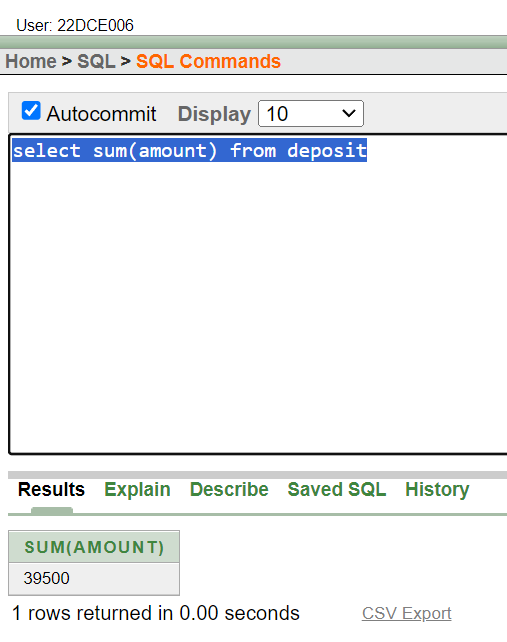 User: 22DCE006
Home > SQL > SQL Commands
Autocommit Display 10
select sum(amount) from deposit
Results Explain Describe Saved SQL History
SUM(AMOUNT)
39500
1 rows returned in 0.00 seconds CSV Export